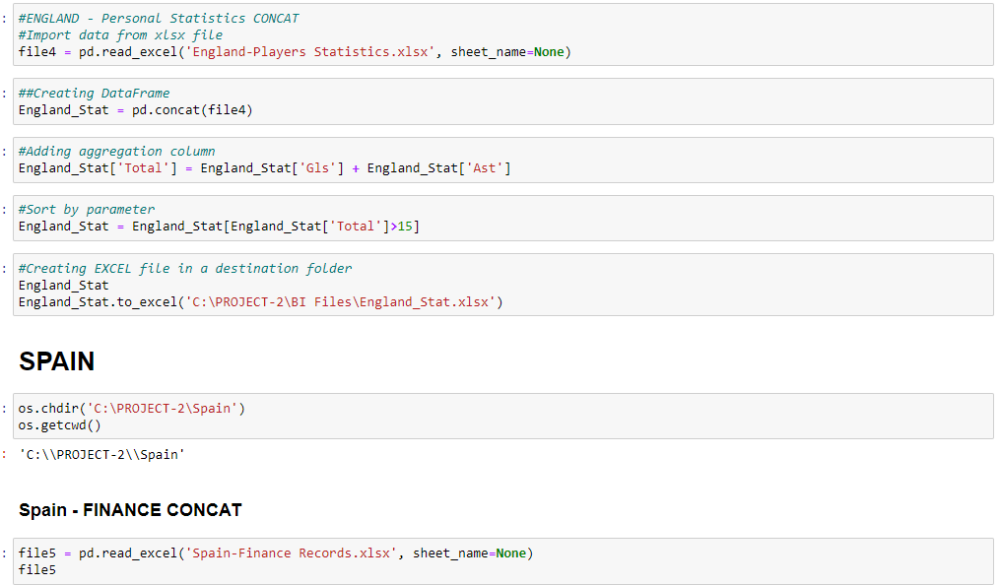 : #ENGLAND - Personal Statistics CONCAT
#Import data from xlsx file
file4 = pd.read_excel('England-Players Statistics.xlsx', sheet_name=None)
: ##Creating DataFrame
England_Stat = pd.concat(file4)
: #Adding aggregation column
England_Stat['Total'] = England_Stat['Gls'] + England_Stat['Ast']
: #Sort by parameter
England_Stat = England_Stat[England_Stat['Total']>15]
: #Creating EXCEL file in a destination folder
England_Stat
England_Stat.to_excel('C:\PROJECT-2\BI Files\England_Stat.xlsx')
SPAIN
: os.chdir('C:\PROJECT-2\Spain')
os.getcwd()
: 'C:\\PROJECT-2\\Spain'
Spain - FINANCE CONCAT
: file5 = pd.read_excel('Spain-Finance Records.xlsx', sheet_name=None)
file5